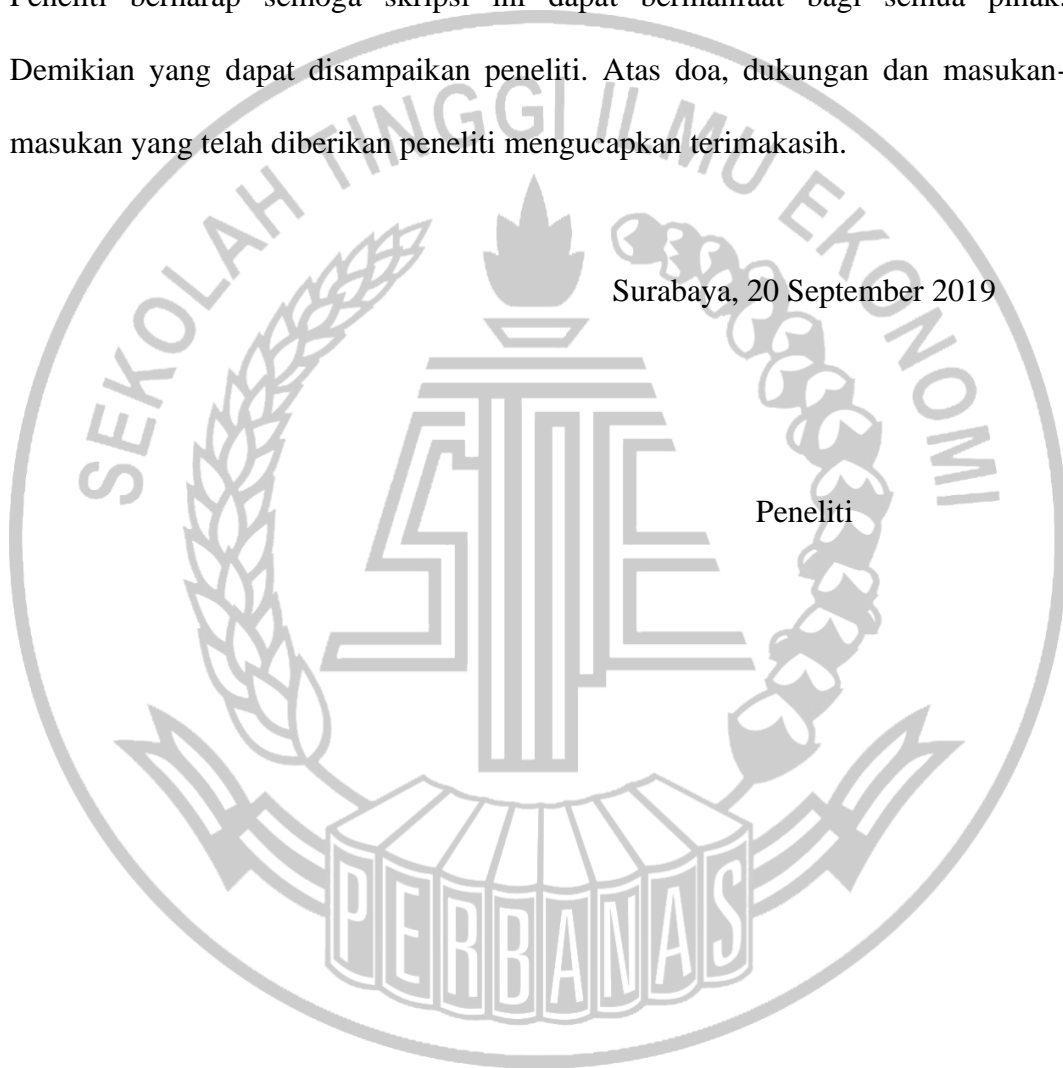 Peneliti berharap semoga skripsi ini dapat bermanfaat bagi semua pihak.
Demikian yang dapat disampaikan peneliti. Atas doa, dukungan dan masukan-
masukan yang telah diberikan peneliti mengucapkan terimakasih.
Surabaya, 20 September 2019
Peneliti
SEKOLAH TINGGI ILMU EKONOMI
STIE
PERBANAS